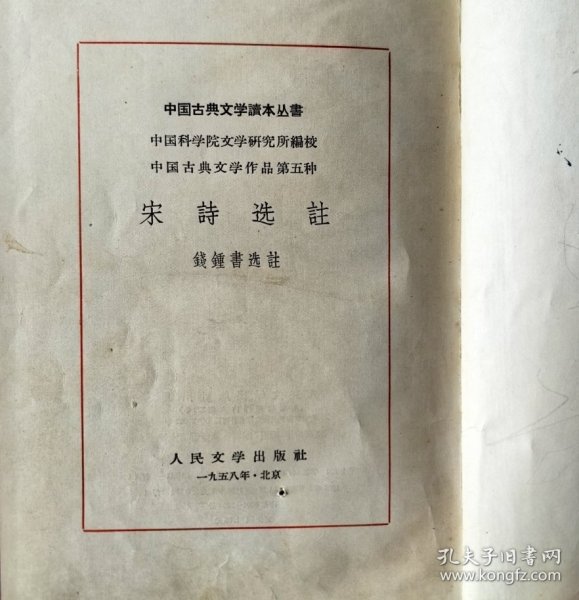 中国古典文学讀本丛書
中国科学院文学研究所編校
中国古典文学作品第五种
宋詩选註
錢鍾書选註
人民文学出版社
一九五八年·北京
孔夫子旧书网
www.kongfz.com